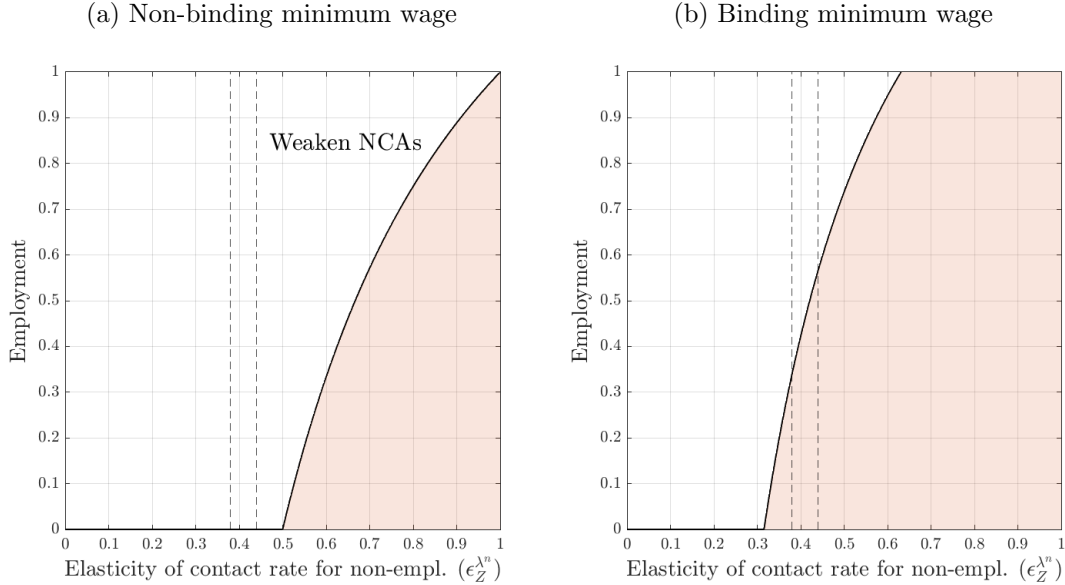 (a) Non-binding minimum wage
1
0.9
0.8
0.7
0.6
0.5
0.4
0.3
0.2
0.1
0
Employment
Weaken NCAs
0 0.1 0.2 0.3 0.4 0.5 0.6 0.7 0.8 0.9 1
Elasticity of contact rate for non-empl. (ϵ_Z^{λ^n})
(b) Binding minimum wage
1
0.9
0.8
0.7
0.6
0.5
0.4
0.3
0.2
0.1
0
Employment
0 0.1 0.2 0.3 0.4 0.5 0.6 0.7 0.8 0.9 1
Elasticity of contact rate for non-empl. (ϵ_Z^{λ^n})